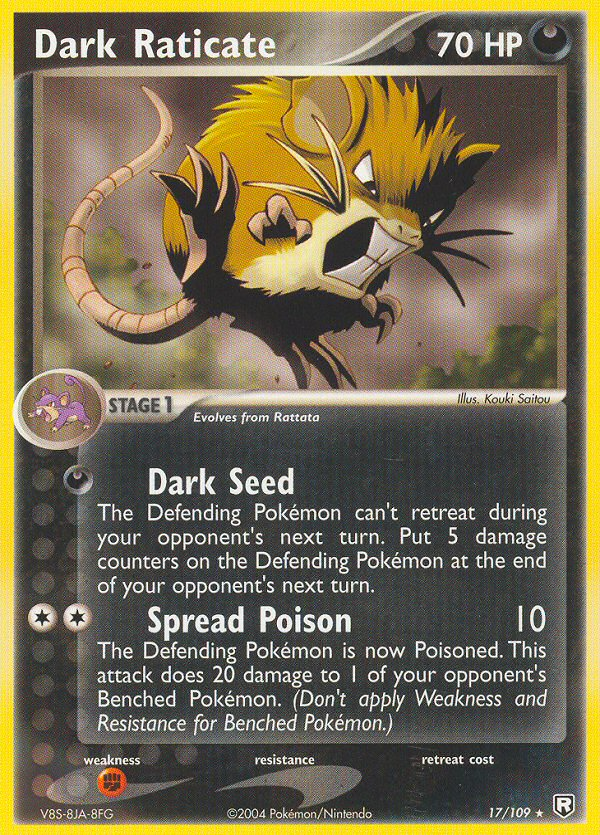 Dark Raticate 70 HP
Illus. Kouki Saitou
STAGE 1
Evolves from Rattata
Dark Seed
The Defending Pokémon can't retreat during
your opponent's next turn. Put 5 damage
counters on the Defending Pokémon at the end
of your opponent's next turn.
Spread Poison 10
The Defending Pokémon is now Poisoned. This
attack does 20 damage to 1 of your opponent's
Benched Pokémon. (Don't apply Weakness and
Resistance for Benched Pokémon.)
weakness resistance retreat cost
V8S-8JA-8FG ©2004 Pokémon/Nintendo 17/109 ★ R